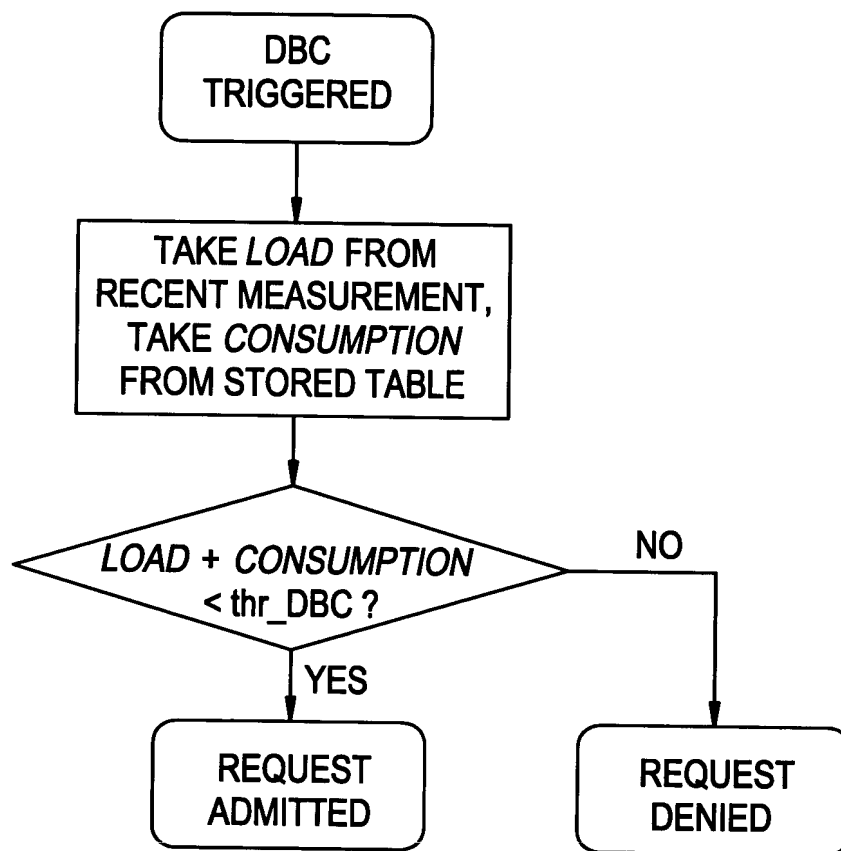 DBC
TRIGGERED
TAKE LOAD FROM
RECENT MEASUREMENT,
TAKE CONSUMPTION
FROM STORED TABLE
LOAD + CONSUMPTION
< thr_DBC ?
NO
YES
REQUEST
ADMITTED
REQUEST
DENIED